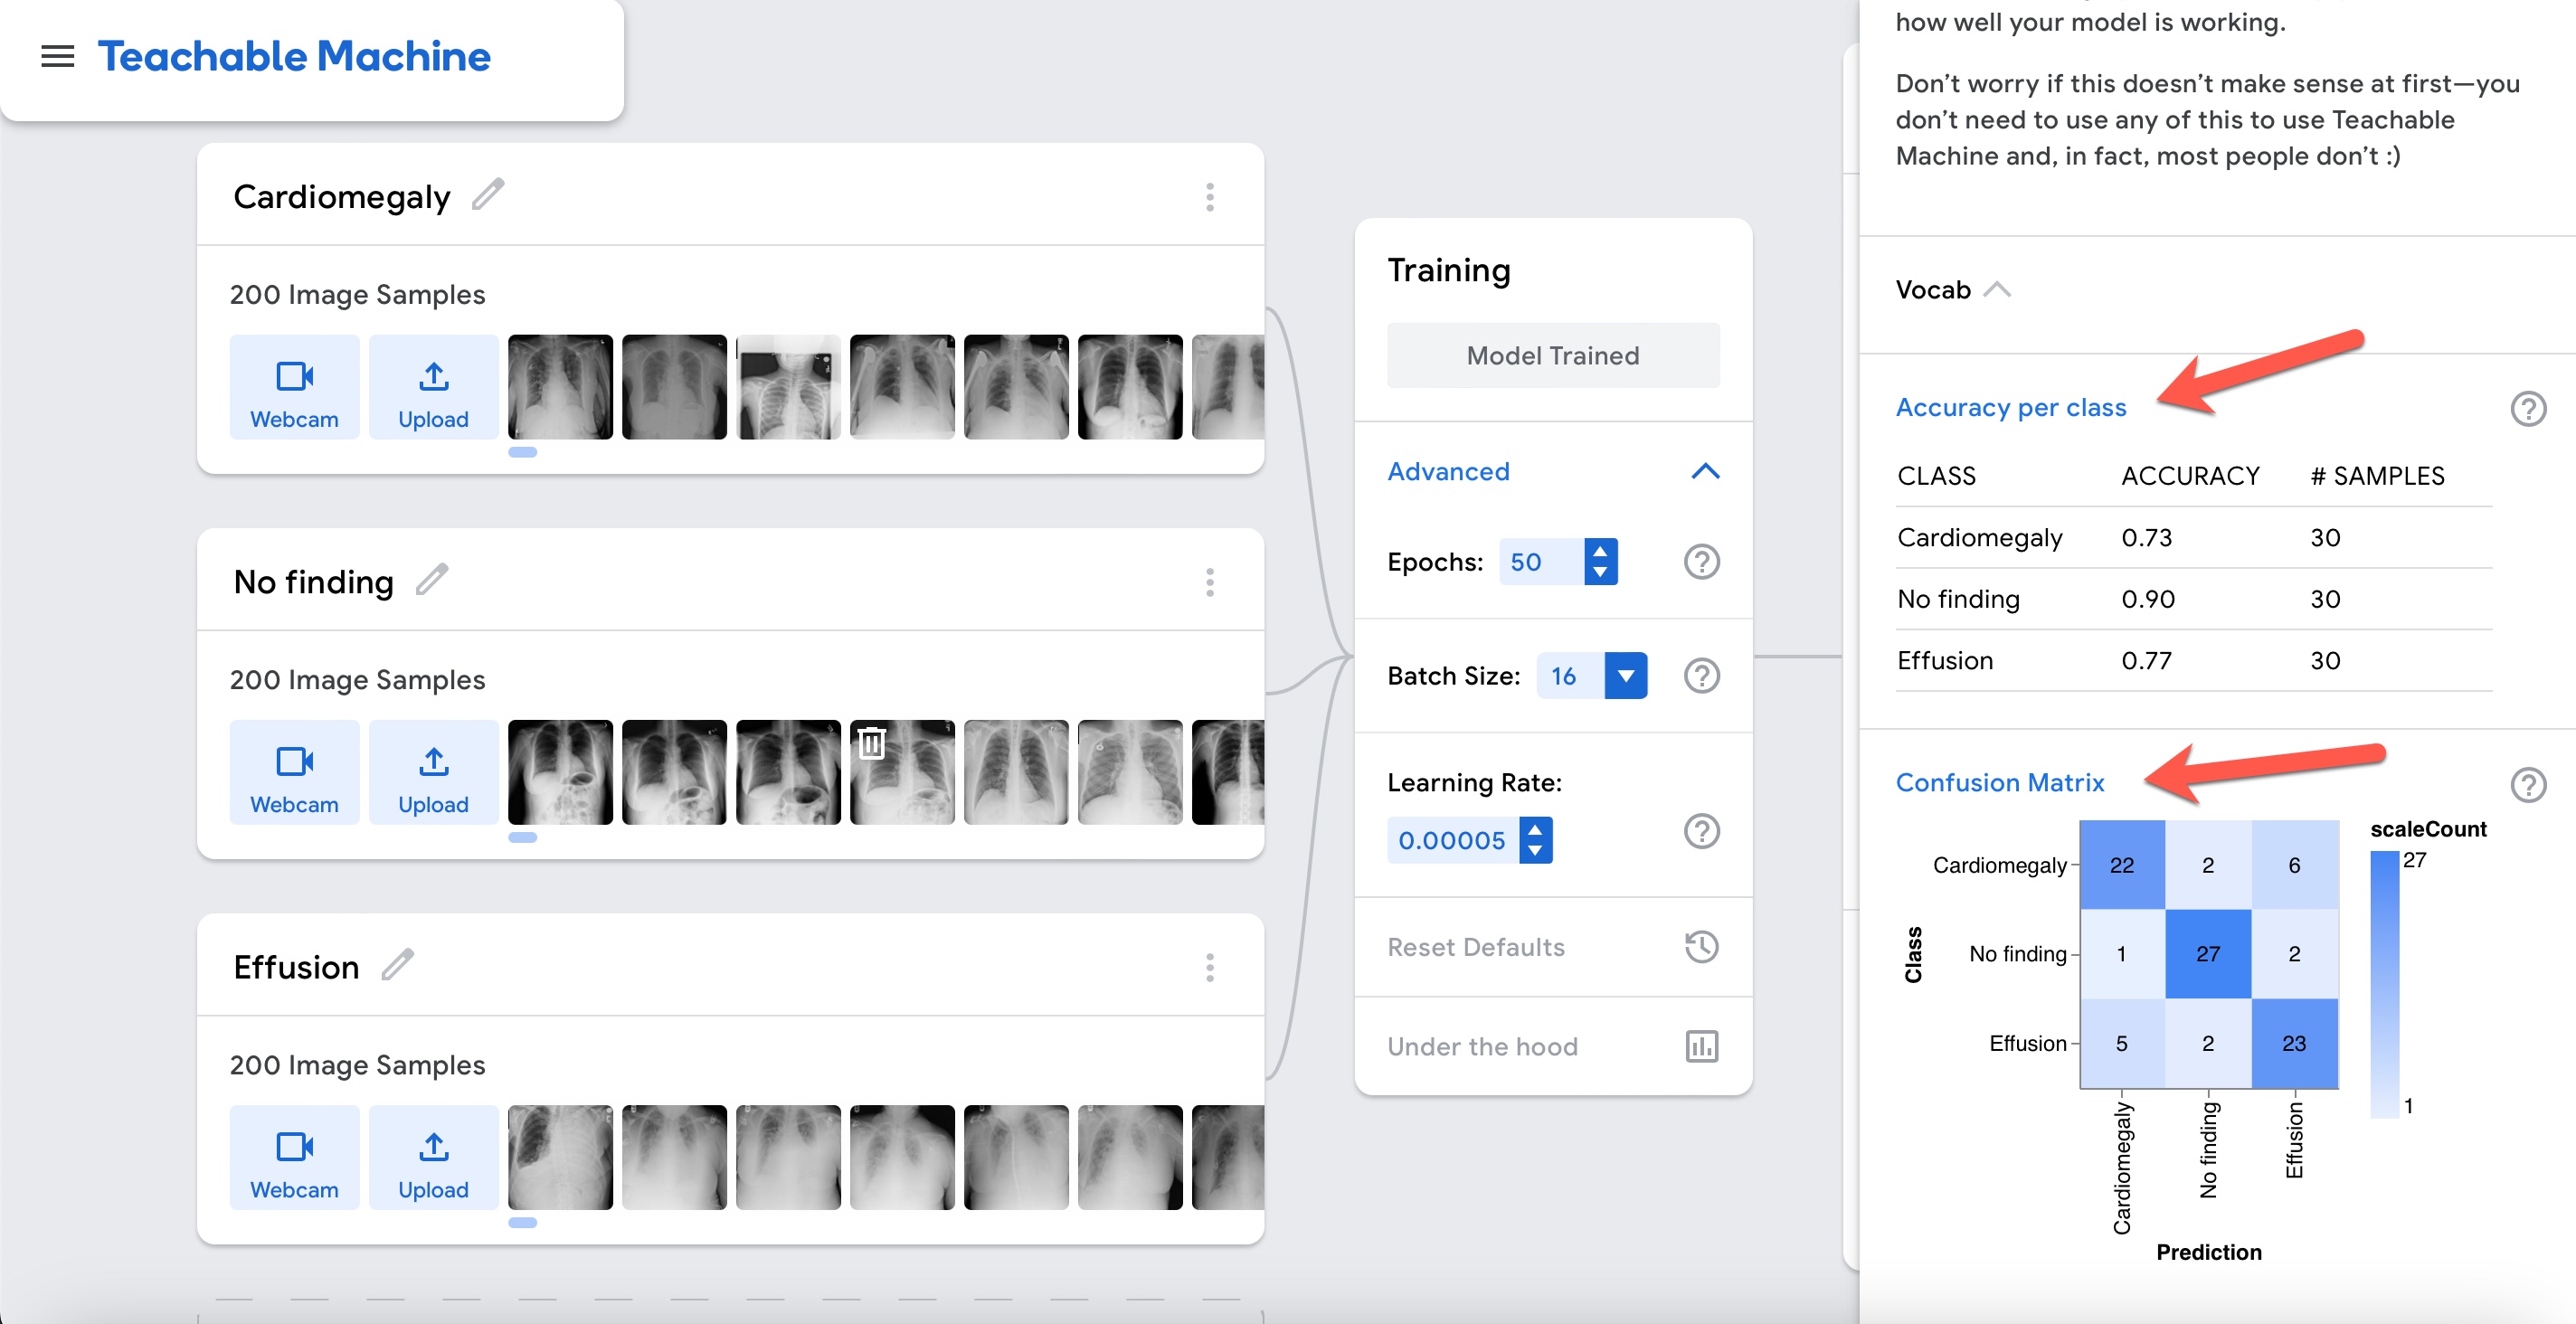 Teachable Machine
Cardiomegaly
200 Image Samples
Webcam
Upload
No finding
200 Image Samples
Webcam
Upload
Effusion
200 Image Samples
Webcam
Upload
Training
Model Trained
Advanced
Epochs: 50
Batch Size: 16
Learning Rate:
0.00005
Reset Defaults
Under the hood
how well your model is working.
Don’t worry if this doesn’t make sense at first—you
don’t need to use any of this to use Teachable
Machine and, in fact, most people don’t :)
Vocab
Accuracy per class
CLASS ACCURACY # SAMPLES
Cardiomegaly 0.73 30
No finding 0.90 30
Effusion 0.77 30
Confusion Matrix
scaleCount
27
1
Class
Cardiomegaly 22 2 6
No finding 1 27 2
Effusion 5 2 23
Cardiomegaly
No finding
Effusion
Prediction